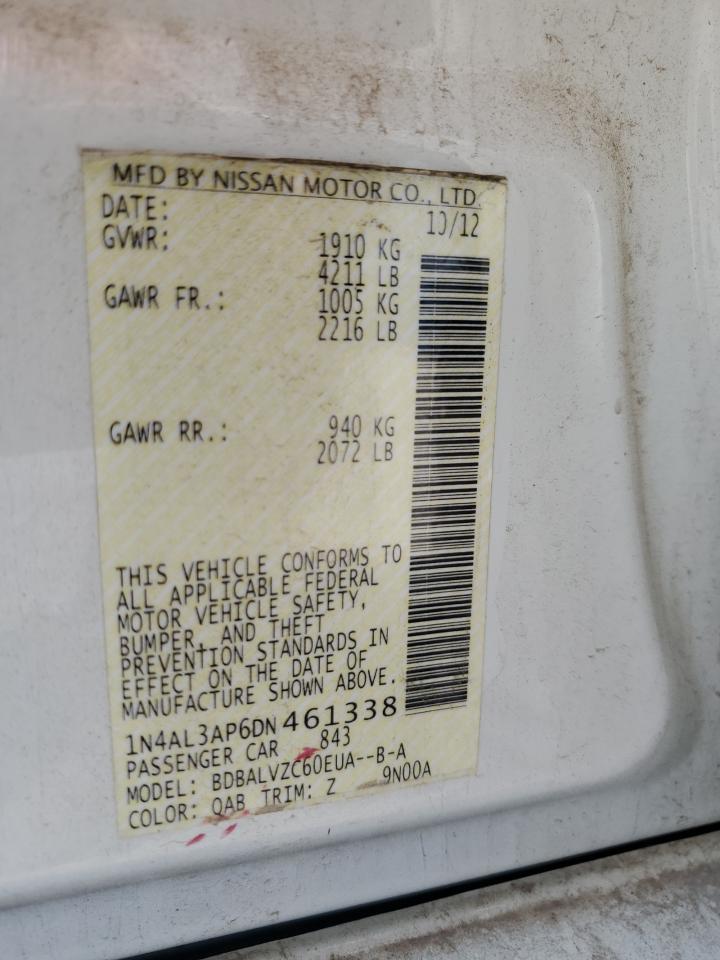 MFD BY NISSAN MOTOR CO., LTD.
DATE: 10/12
GVWR: 1910 KG
4211 LB
GAWR FR.: 1005 KG
2216 LB
GAWR RR.: 940 KG
2072 LB
THIS VEHICLE CONFORMS TO
ALL APPLICABLE FEDERAL
MOTOR VEHICLE SAFETY,
BUMPER, AND THEFT
PREVENTION STANDARDS IN
EFFECT ON THE DATE OF
MANUFACTURE SHOWN ABOVE.
1N4AL3AP6DN461338
PASSENGER CAR 843
MODEL: BDBALVZC60EUA--B-A
COLOR: QAB TRIM: Z 9N00A